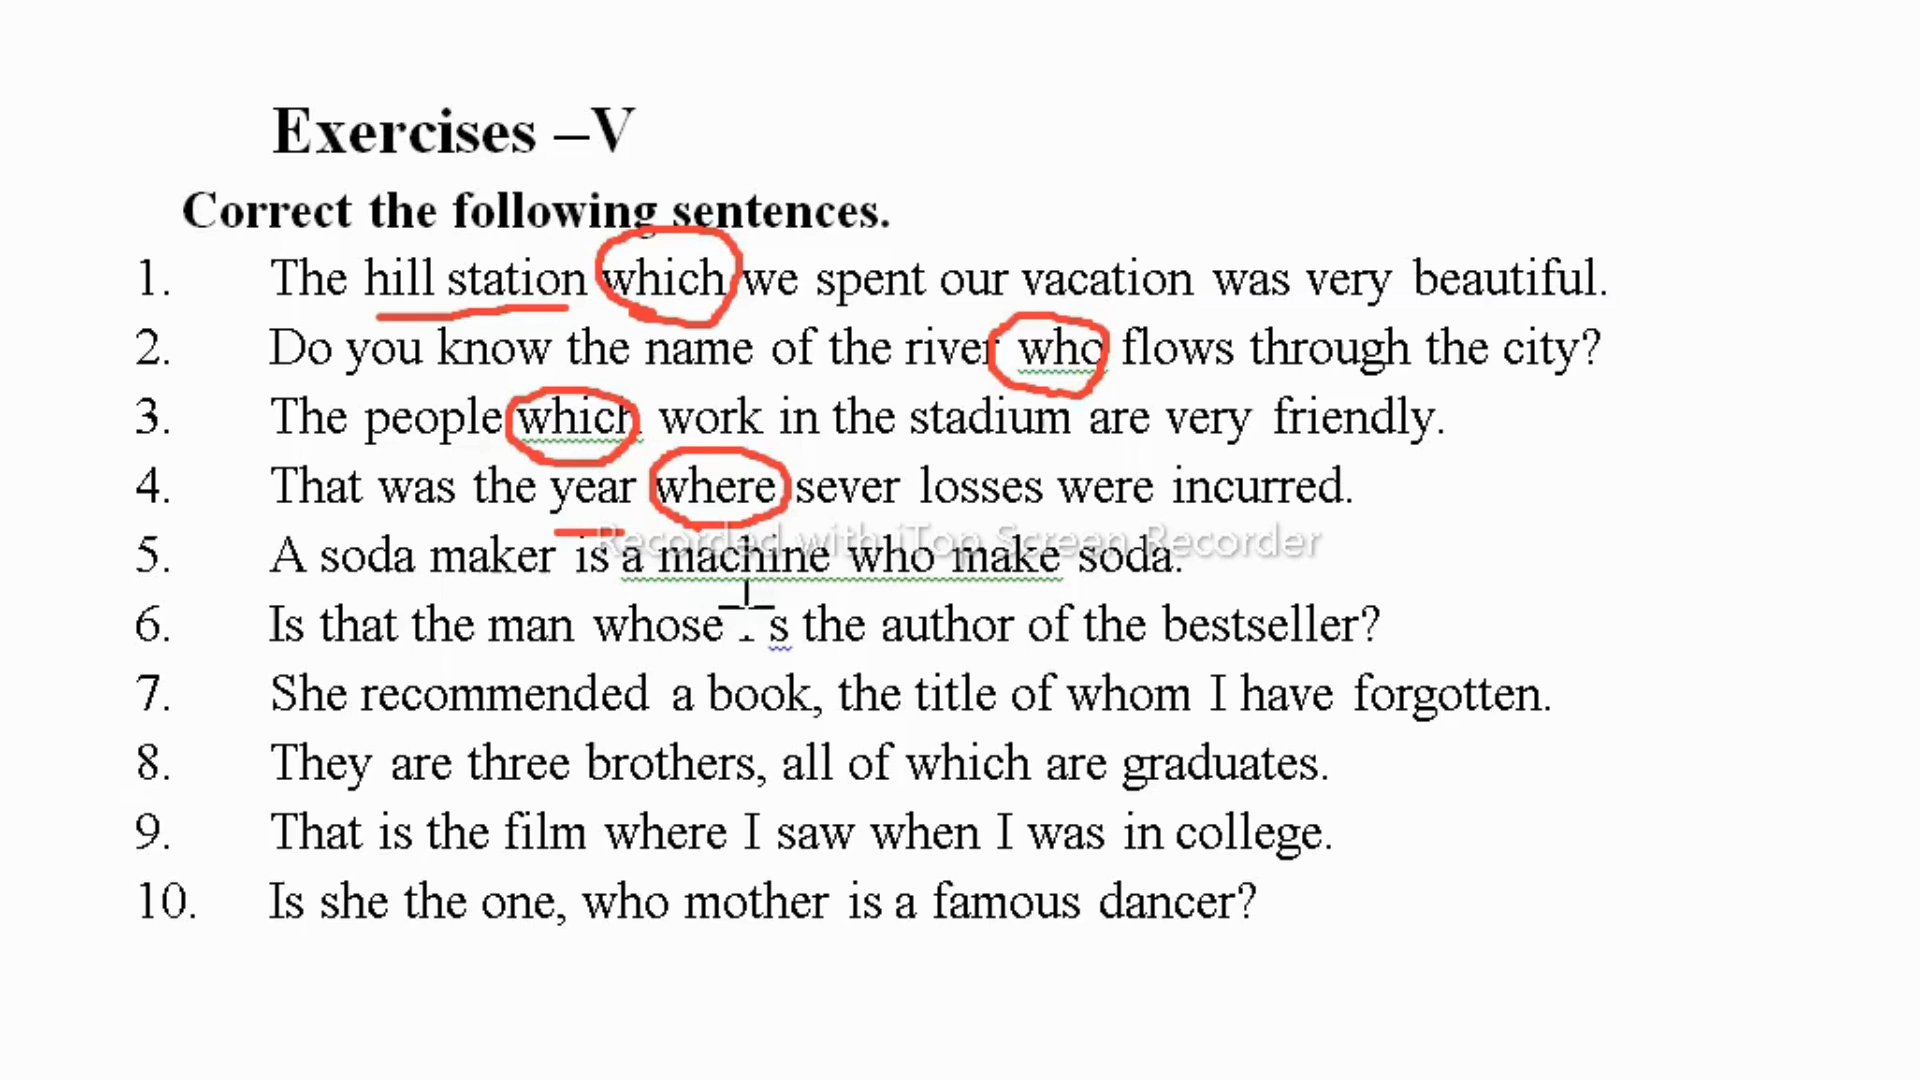 Exercises –V
Correct the following sentences.
1. The hill station which we spent our vacation was very beautiful.
2. Do you know the name of the river who flows through the city?
3. The people which work in the stadium are very friendly.
4. That was the year where sever losses were incurred.
Recorded with iTop Screen Recorder
5. A soda maker is a machine who make soda.
6. Is that the man whose s the author of the bestseller?
7. She recommended a book, the title of whom I have forgotten.
8. They are three brothers, all of which are graduates.
9. That is the film where I saw when I was in college.
10. Is she the one, who mother is a famous dancer?